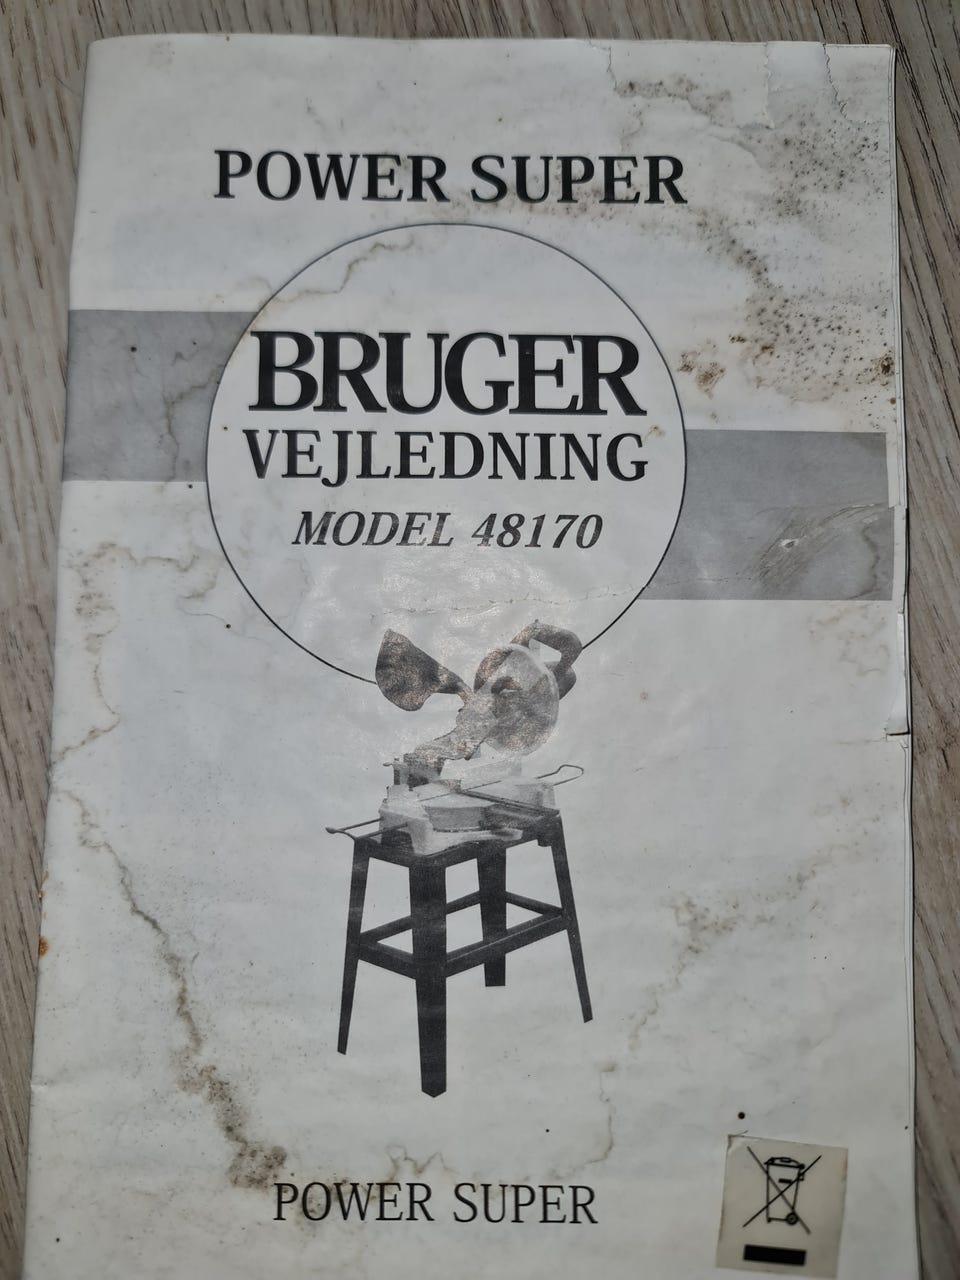 POWER SUPER
BRUGER
VEJLEDNING
MODEL 48170
POWER SUPER